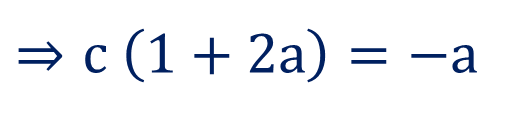 ⇒ c (1 + 2a) = −a